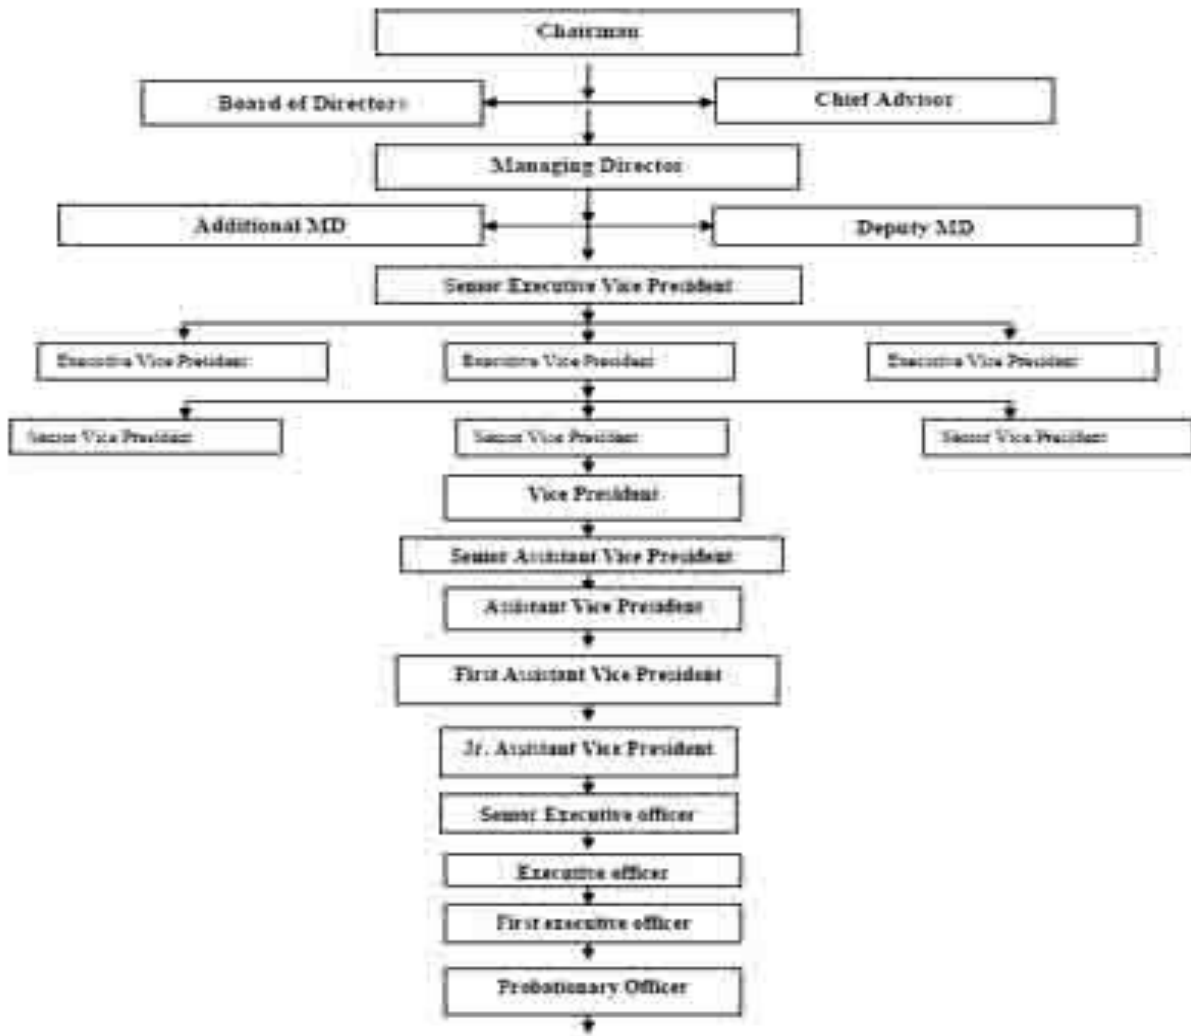 Chairman
Board of Directors
Chief Advisor
Managing Director
Additional MD
Deputy MD
Senior Executive Vice President
Executive Vice President
Executive Vice President
Executive Vice President
Senior Vice President
Senior Vice President
Senior Vice President
Vice President
Senior Assistant Vice President
Assistant Vice President
First Assistant Vice President
Jr. Assistant Vice President
Senior Executive officer
Executive officer
First executive officer
Probationary Officer